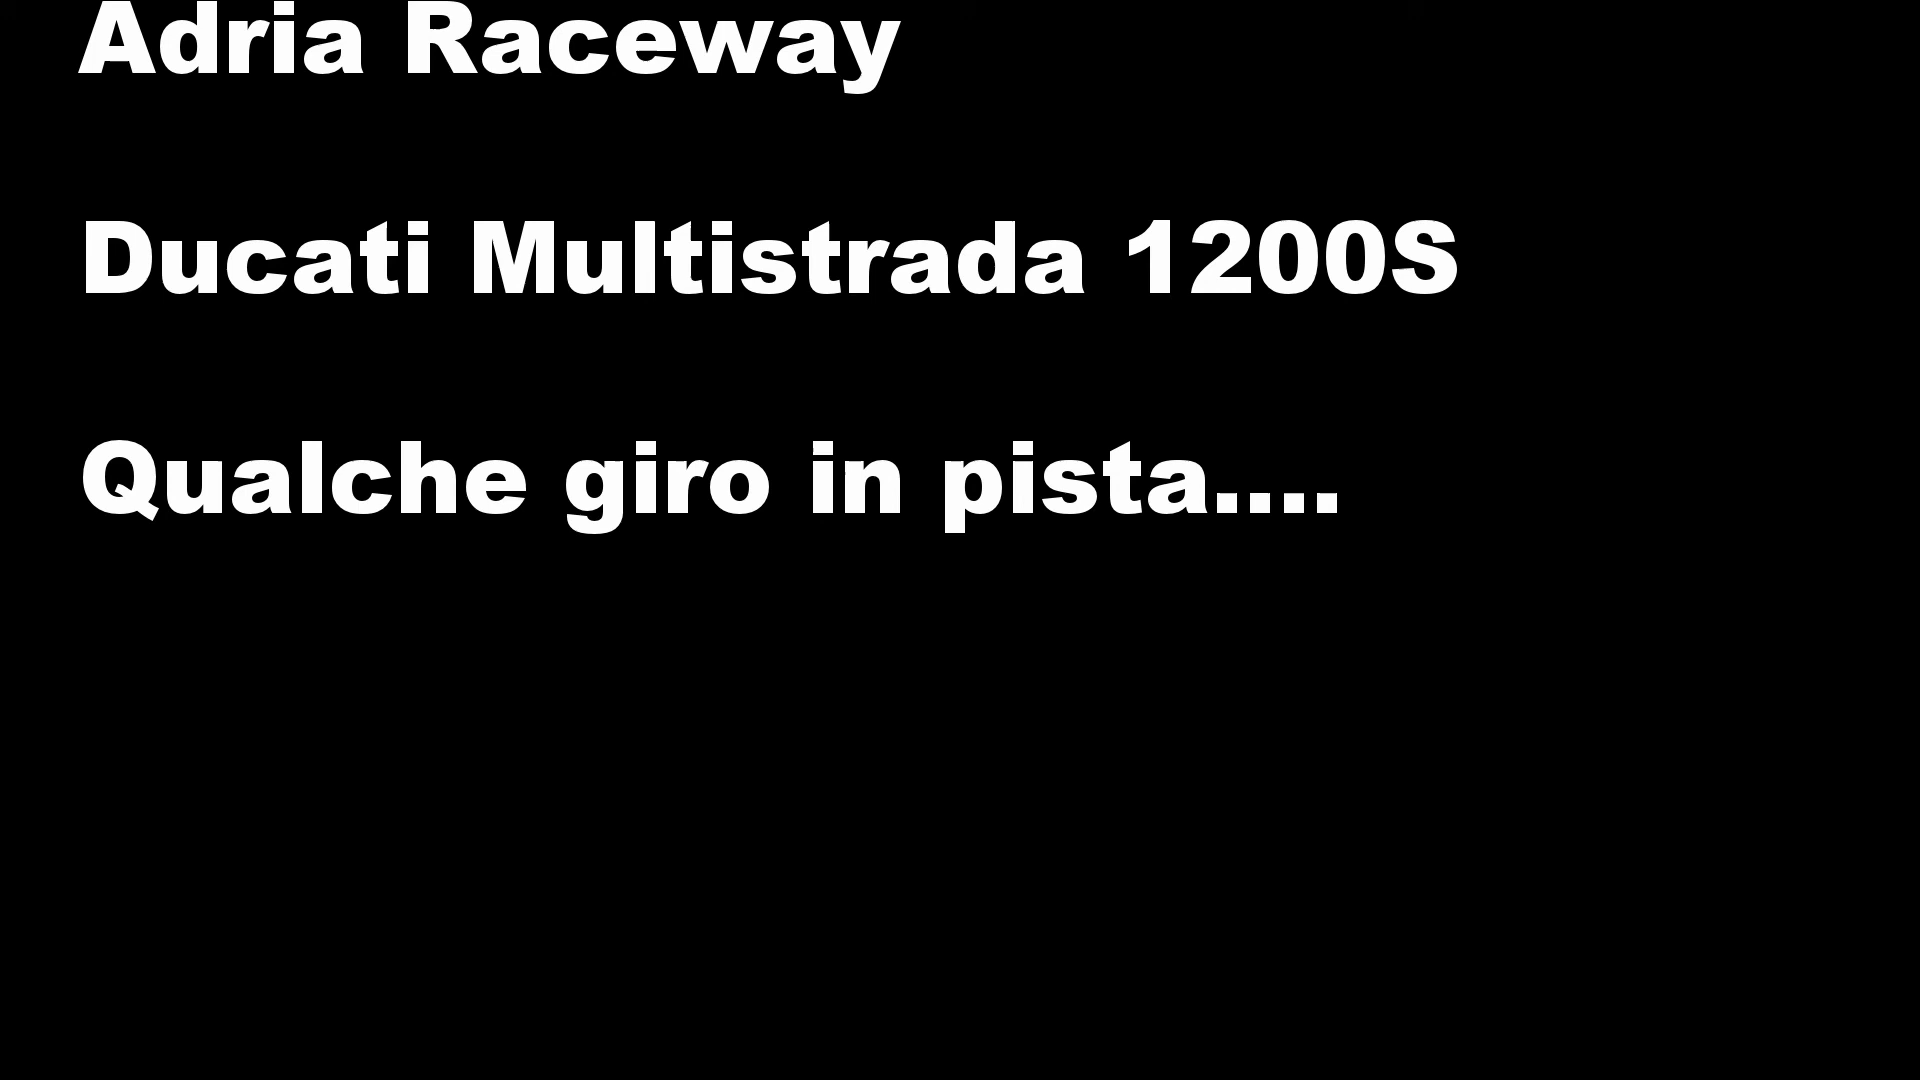 Adria Raceway
Ducati Multistrada 1200S
Qualche giro in pista....